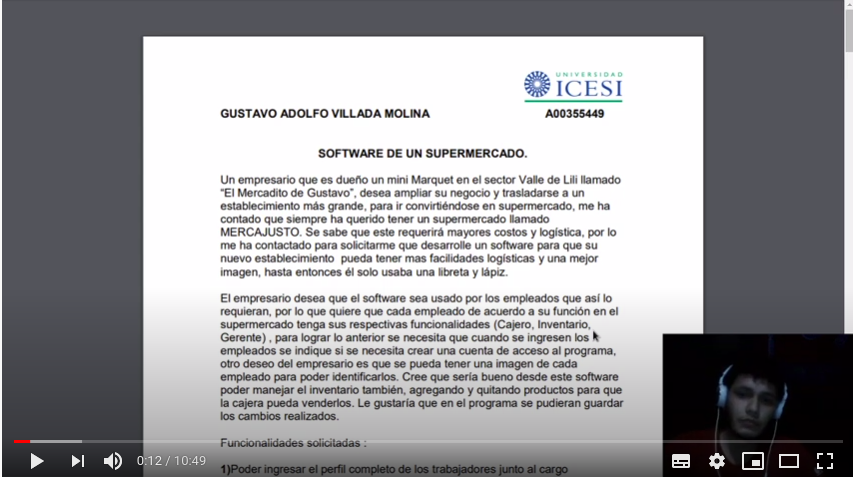 UNIVERSIDAD
ICESI
GUSTAVO ADOLFO VILLADA MOLINA A00355449
SOFTWARE DE UN SUPERMERCADO.
Un empresario que es dueño un mini Marquet en el sector Valle de Lili llamado
“El Mercadito de Gustavo”, desea ampliar su negocio y trasladarse a un
establecimiento más grande, para ir convirtiéndose en supermercado, me ha
contado que siempre ha querido tener un supermercado llamado
MERCAJUSTO. Se sabe que este requerirá mayores costos y logística, por lo
me ha contactado para solicitarme que desarrolle un software para que su
nuevo establecimiento pueda tener mas facilidades logísticas y una mejor
imagen, hasta entonces él solo usaba una libreta y lápiz.
El empresario desea que el software sea usado por los empleados que así lo
requieran, por lo que quiere que cada empleado de acuerdo a su función en el
supermercado tenga sus respectivas funcionalidades (Cajero, Inventario,
Gerente) , para lograr lo anterior se necesita que cuando se ingresen los
empleados se indique si se necesita crear una cuenta de acceso al programa,
otro deseo del empresario es que se pueda tener una imagen de cada
empleado para poder identificarlos. Cree que sería bueno desde este software
poder manejar el inventario también, agregando y quitando productos para que
la cajera pueda venderlos. Le gustaría que en el programa se pudieran guardar
los cambios realizados.
Funcionalidades solicitadas :
1)Poder ingresar el perfil completo de los trabajadores junto al cargo
0:12 / 10:49